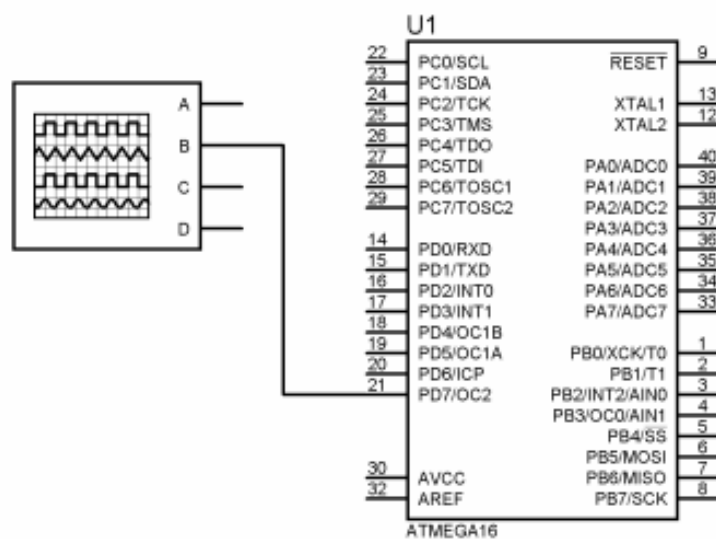 U1
A
B
C
D
22 PC0/SCL
23 PC1/SDA
24 PC2/TCK
25 PC3/TMS
26 PC4/TDO
27 PC5/TDI
28 PC6/TOSC1
29 PC7/TOSC2
14 PD0/RXD
15 PD1/TXD
16 PD2/INT0
17 PD3/INT1
18 PD4/OC1B
19 PD5/OC1A
20 PD6/ICP
21 PD7/OC2
30 AVCC
32 AREF
RESET 9
XTAL1 13
XTAL2 12
PA0/ADC0 40
PA1/ADC1 39
PA2/ADC2 38
PA3/ADC3 37
PA4/ADC4 36
PA5/ADC5 35
PA6/ADC6 34
PA7/ADC7 33
PB0/XCK/T0 1
PB1/T1 2
PB2/INT2/AIN0 3
PB3/OC0/AIN1 4
PB4/SS 5
PB5/MOSI 6
PB6/MISO 7
PB7/SCK 8
ATMEGA16